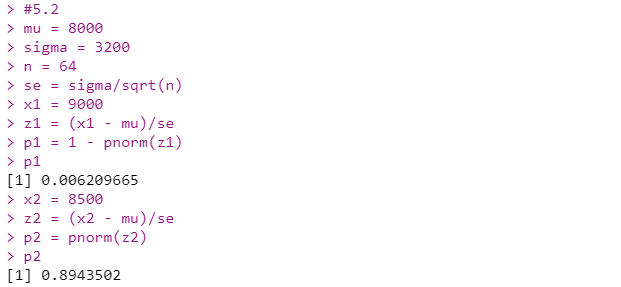 > #5.2
> mu = 8000
> sigma = 3200
> n = 64
> se = sigma/sqrt(n)
> x1 = 9000
> z1 = (x1 - mu)/se
> p1 = 1 - pnorm(z1)
> p1
[1] 0.006209665
> x2 = 8500
> z2 = (x2 - mu)/se
> p2 = pnorm(z2)
> p2
[1] 0.8943502